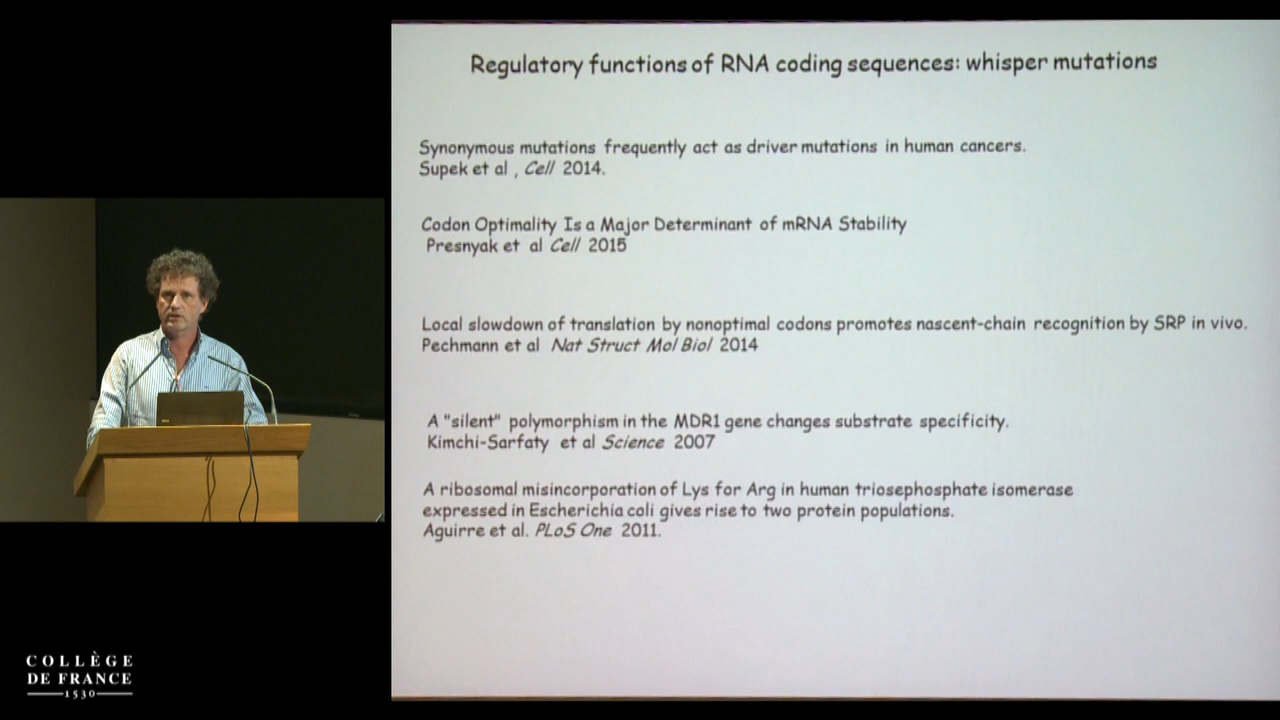 Regulatory functions of RNA coding sequences: whisper mutations
Synonymous mutations frequently act as driver mutations in human cancers.
Supek et al , Cell 2014.
Codon Optimality Is a Major Determinant of mRNA Stability
Presnyak et al Cell 2015
Local slowdown of translation by nonoptimal codons promotes nascent-chain recognition by SRP in vivo.
Pechmann et al Nat Struct Mol Biol 2014
A "silent" polymorphism in the MDR1 gene changes substrate specificity.
Kimchi-Sarfaty et al Science 2007
A ribosomal misincorporation of Lys for Arg in human triosephosphate isomerase
expressed in Escherichia coli gives rise to two protein populations.
Aguirre et al. PLoS One 2011.
COLLÈGE
DE FRANCE
1530